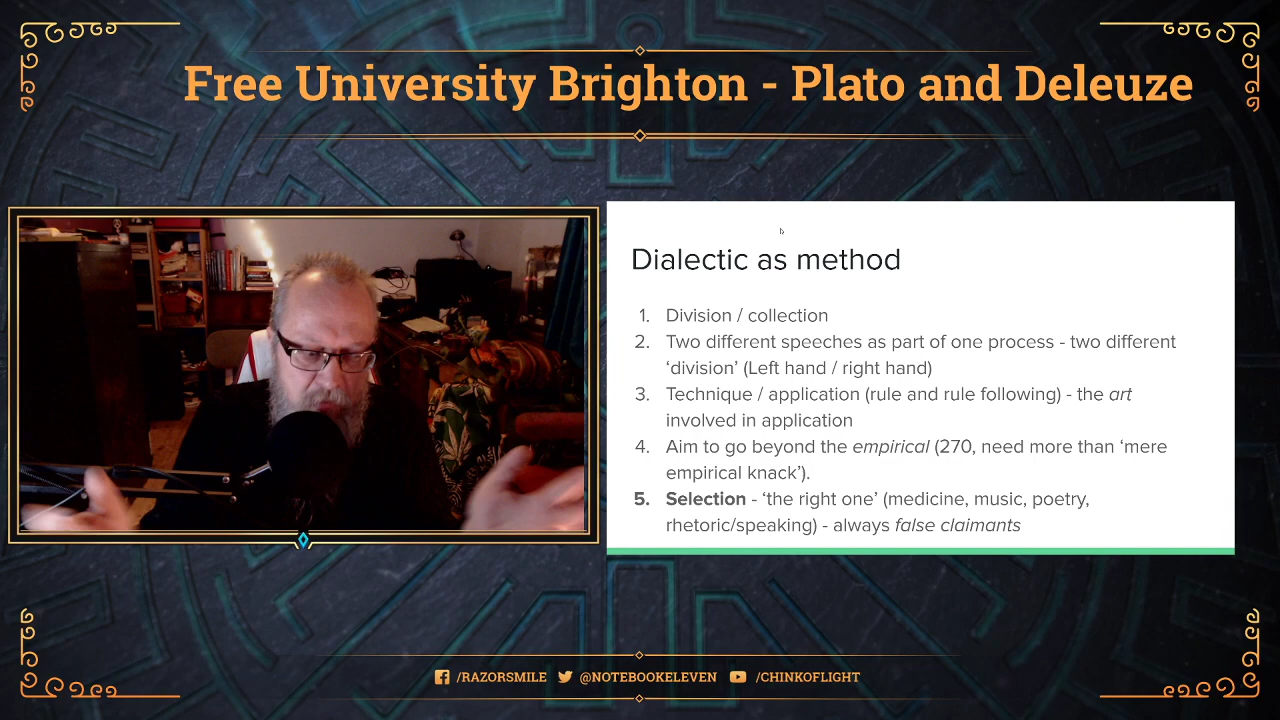 Free University Brighton - Plato and Deleuze
Dialectic as method
1. Division / collection
2. Two different speeches as part of one process - two different
‘division’ (Left hand / right hand)
3. Technique / application (rule and rule following) - the art
involved in application
4. Aim to go beyond the empirical (270, need more than ‘mere
empirical knack’).
5. Selection - ‘the right one’ (medicine, music, poetry,
rhetoric/speaking) - always false claimants
/RAZORSMILE @NOTEBOOKELEVEN /CHINKOFLIGHT